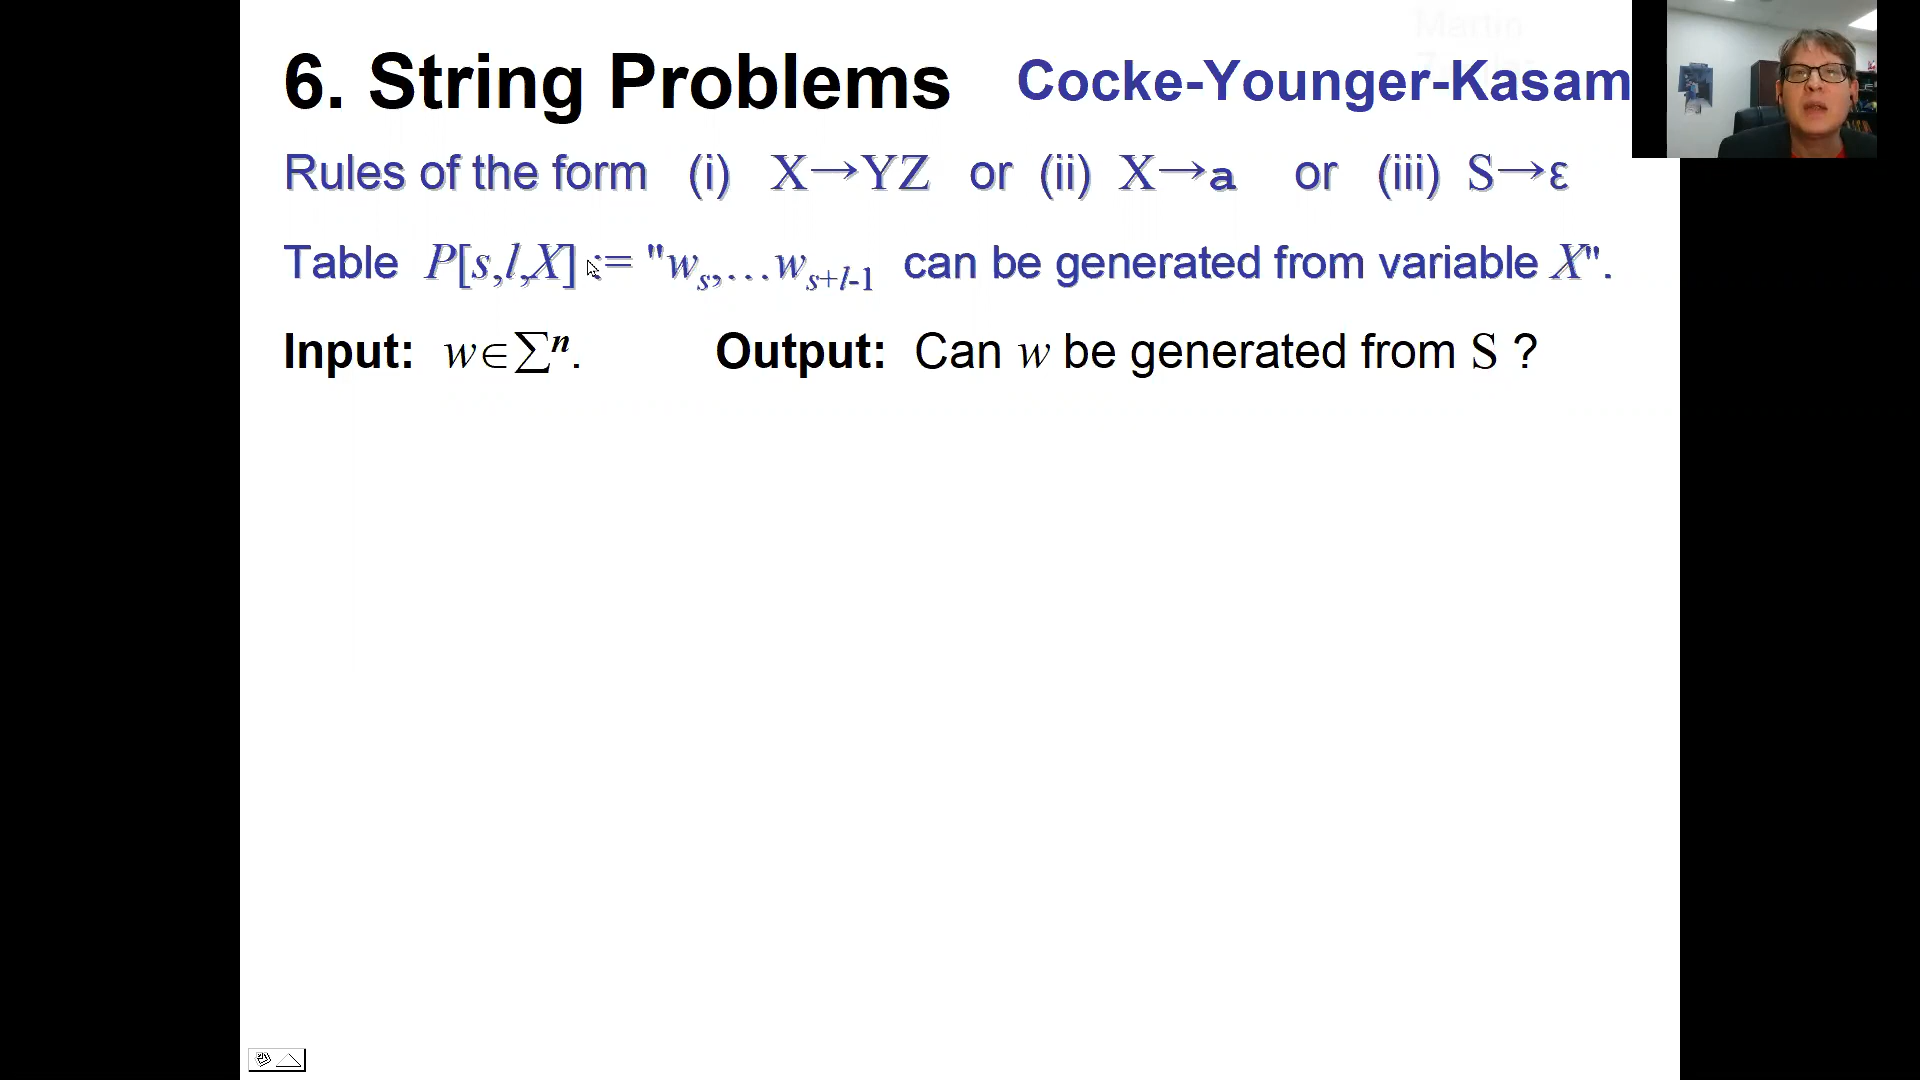 Martin
6. String Problems Cocke-Younger-Kasam
Rules of the form (i) X→YZ or (ii) X→a or (iii) S→ε
Table P[s,l,X] := "wₛ,…wₛ₊ₗ₋₁ can be generated from variable X".
Input: w∈∑ⁿ. Output: Can w be generated from S ?